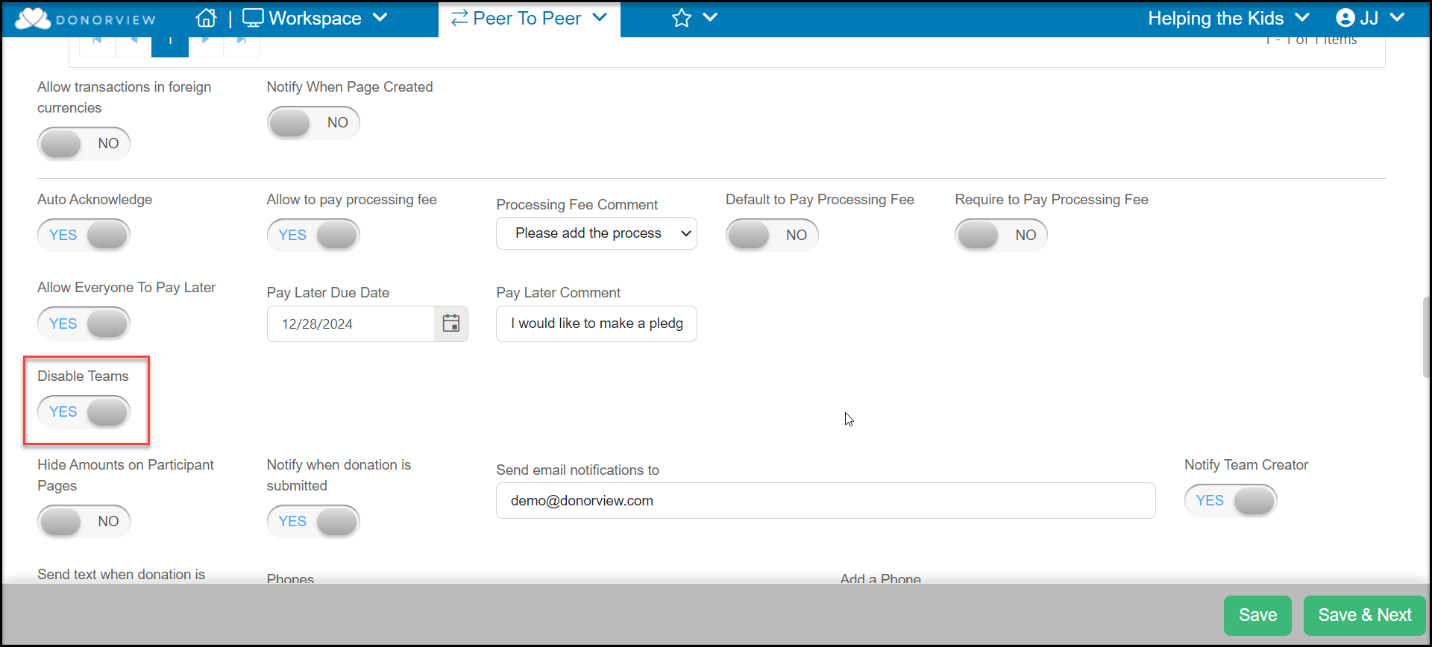 DONORVIEW
Workspace
Peer To Peer
Helping the Kids
JJ
1
1 - 1 of 1 items
Allow transactions in foreign
currencies
NO
Notify When Page Created
NO
Auto Acknowledge
YES
Allow to pay processing fee
YES
Processing Fee Comment
Please add the process
Default to Pay Processing Fee
NO
Require to Pay Processing Fee
NO
Allow Everyone To Pay Later
YES
Pay Later Due Date
12/28/2024
Pay Later Comment
I would like to make a pledg
Disable Teams
YES
Hide Amounts on Participant
Pages
NO
Notify when donation is
submitted
YES
Send email notifications to
demo@donorview.com
Notify Team Creator
YES
Send text when donation is
Phones
Add a Phone
Save
Save & Next